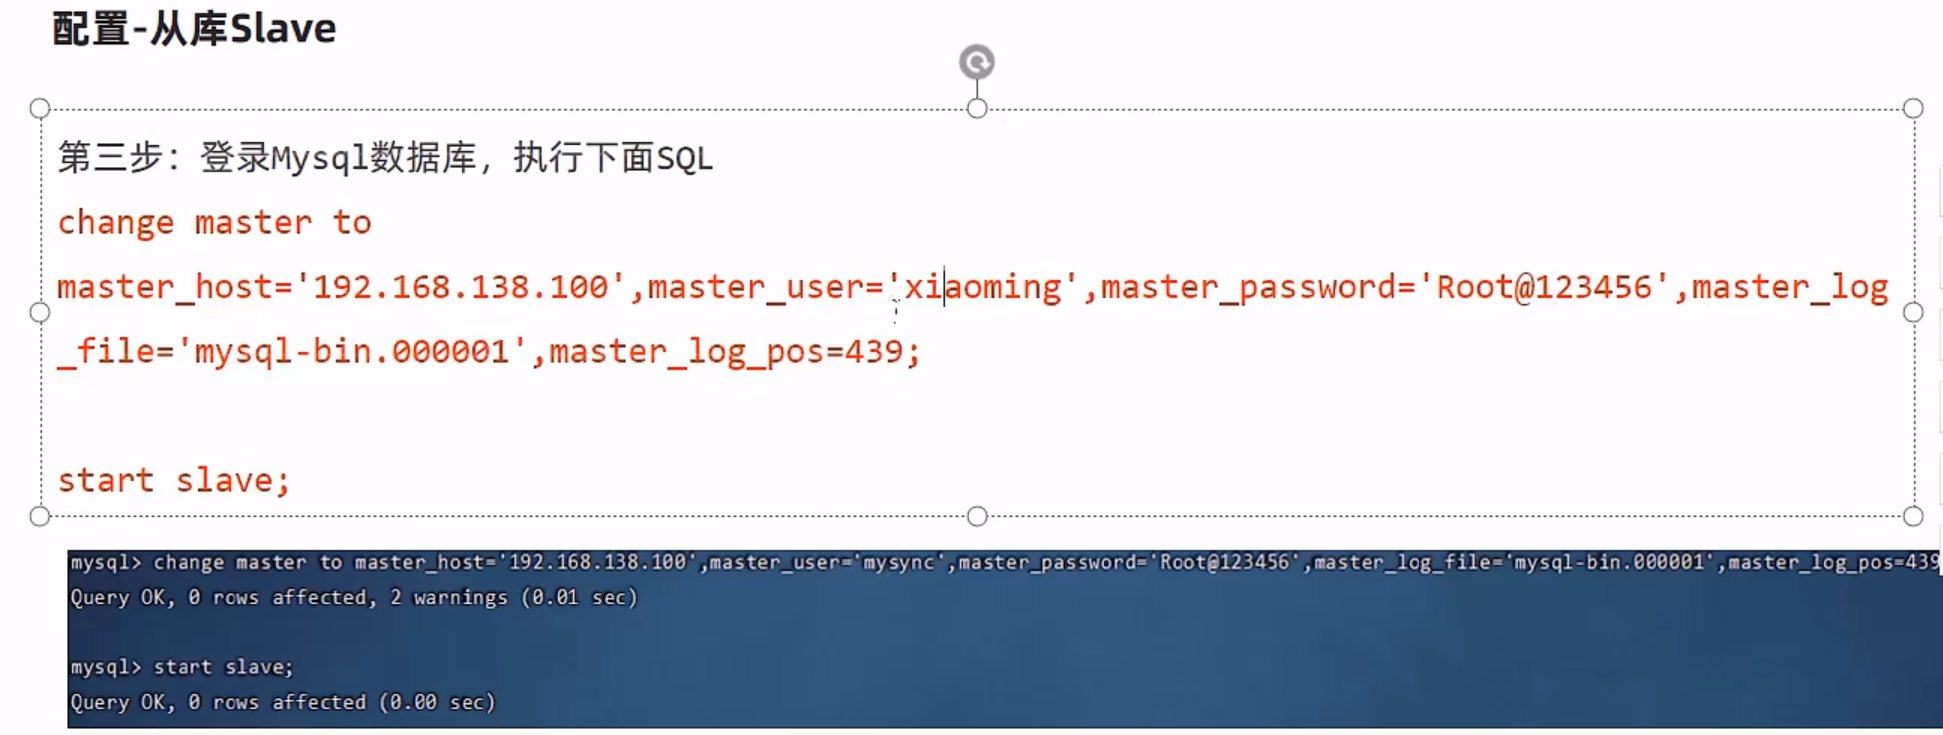 配置-从库Slave
第三步：登录Mysql数据库，执行下面SQL
change master to
master_host='192.168.138.100',master_user='xiaoming',master_password='Root@123456',master_log
_file='mysql-bin.000001',master_log_pos=439;
start slave;
mysql> change master to master_host='192.168.138.100',master_user='mysync',master_password='Root@123456',master_log_file='mysql-bin.000001',master_log_pos=439
Query OK, 0 rows affected, 2 warnings (0.01 sec)
mysql> start slave;
Query OK, 0 rows affected (0.00 sec)